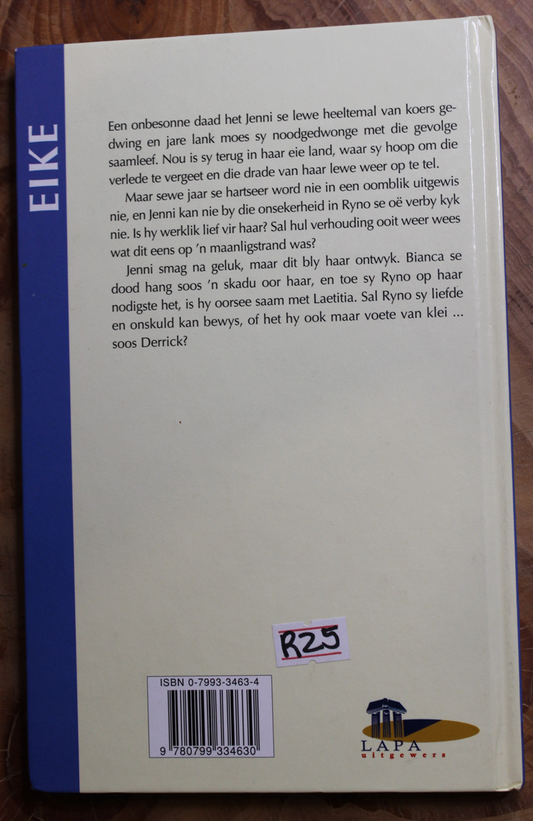 EIKE
Een onbesonne daad het Jenni se lewe heeltemal van koers ge-
dwing en jare lank moes sy noodgedwonge met die gevolge
saamleef. Nou is sy terug in haar eie land, waar sy hoop om die
verlede te vergeet en die drade van haar lewe weer op te tel.
Maar sewe jaar se hartseer word nie in een oomblik uitgewis
nie, en Jenni kan nie by die onsekerheid in Ryno se oë verby kyk
nie. Is hy werklik lief vir haar? Sal hul verhouding ooit weer wees
wat dit eens op 'n maanligstrand was?
Jenni smag na geluk, maar dit bly haar ontwyk. Bianca se
dood hang soos 'n skadu oor haar, en toe sy Ryno op haar
nodigste het, is hy oorsee saam met Laetitia. Sal Ryno sy liefde
en onskuld kan bewys, of het hy ook maar voete van klei ...
soos Derrick?
R25
ISBN 0-7993-3463-4
9 780799 334630
LAPA
uitgewers